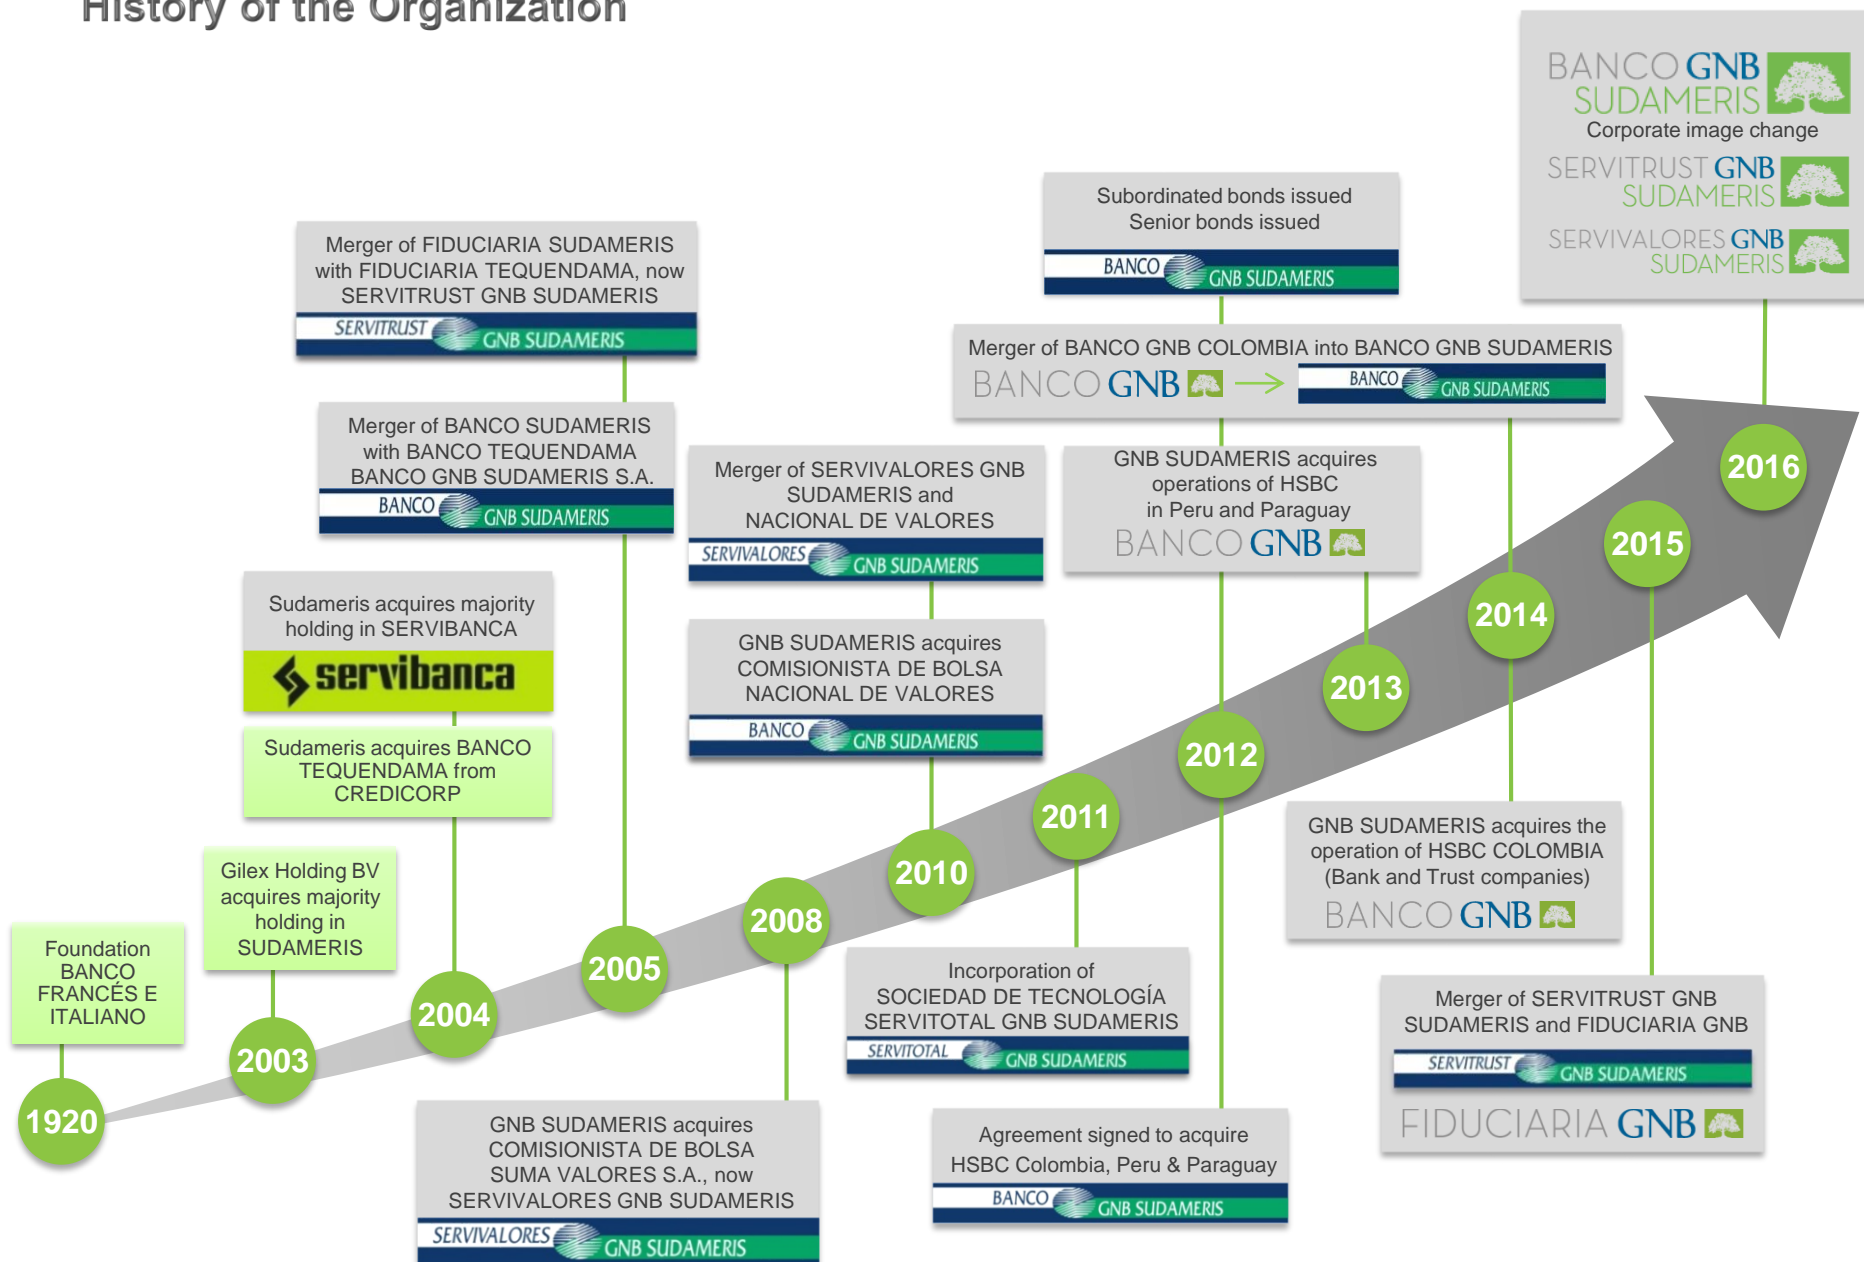 History of the Organization
BANCO GNB
SUDAMERIS
Corporate image change
SERVITRUST GNB
SUDAMERIS
SERVIVALORES GNB
SUDAMERIS
Subordinated bonds issued
Senior bonds issued
BANCO
GNB SUDAMERIS
Merger of FIDUCIARIA SUDAMERIS
with FIDUCIARIA TEQUENDAMA, now
SERVITRUST GNB SUDAMERIS
SERVITRUST
GNB SUDAMERIS
Merger of BANCO GNB COLOMBIA into BANCO GNB SUDAMERIS
BANCO GNB
BANCO
GNB SUDAMERIS
Merger of BANCO SUDAMERIS
with BANCO TEQUENDAMA
BANCO GNB SUDAMERIS S.A.
BANCO
GNB SUDAMERIS
Merger of SERVIVALORES GNB
SUDAMERIS and
NACIONAL DE VALORES
SERVIVALORES
GNB SUDAMERIS
GNB SUDAMERIS acquires
operations of HSBC
in Peru and Paraguay
BANCO GNB
Sudameris acquires majority
holding in SERVIBANCA
servibanca
GNB SUDAMERIS acquires
COMISIONISTA DE BOLSA
NACIONAL DE VALORES
BANCO
GNB SUDAMERIS
Sudameris acquires BANCO
TEQUENDAMA from
CREDICORP
Gilex Holding BV
acquires majority
holding in
SUDAMERIS
Foundation
BANCO
FRANCÉS E
ITALIANO
1920
2003
2004
2005
2008
2010
2011
2012
2013
2014
2015
2016
GNB SUDAMERIS acquires the
operation of HSBC COLOMBIA
(Bank and Trust companies)
BANCO GNB
Incorporation of
SOCIEDAD DE TECNOLOGÍA
SERVITOTAL GNB SUDAMERIS
SERVITOTAL
GNB SUDAMERIS
Merger of SERVITRUST GNB
SUDAMERIS and FIDUCIARIA GNB
SERVITRUST
GNB SUDAMERIS
FIDUCIARIA GNB
GNB SUDAMERIS acquires
COMISIONISTA DE BOLSA
SUMA VALORES S.A., now
SERVIVALORES GNB SUDAMERIS
SERVIVALORES
GNB SUDAMERIS
Agreement signed to acquire
HSBC Colombia, Peru & Paraguay
BANCO
GNB SUDAMERIS